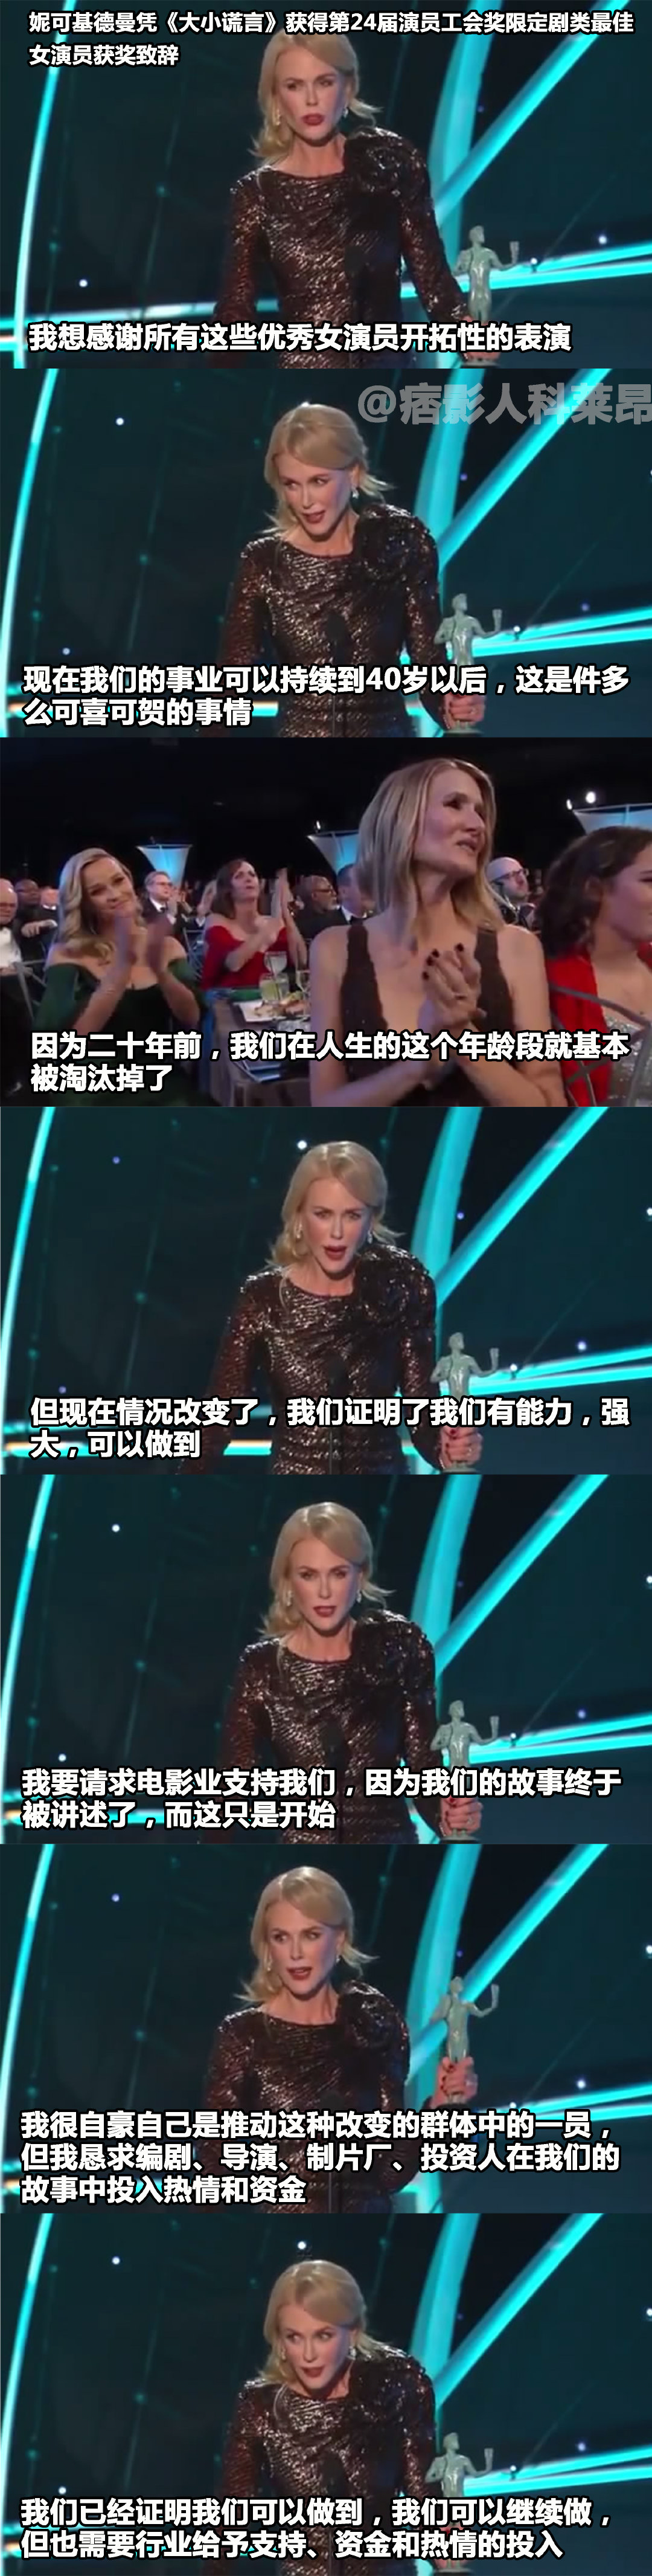 妮可基德曼凭《大小谎言》获得第24届演员工会奖限定剧类最佳
女演员获奖致辞
我想感谢所有这些优秀女演员开拓性的表演
@痞影人科莱昂
现在我们的事业可以持续到40岁以后，这是件多
么可喜可贺的事情
因为二十年前，我们在人生的这个年龄段就基本
被淘汰掉了
但现在情况改变了，我们证明了我们有能力，强
大，可以做到
我要请求电影业支持我们，因为我们的故事终于
被讲述了，而这只是开始
我很自豪自己是推动这种改变的群体中的一员，
但我恳求编剧、导演、制片厂、投资人在我们的
故事中投入热情和资金
我们已经证明我们可以做到，我们可以继续做，
但也需要行业给予支持、资金和热情的投入